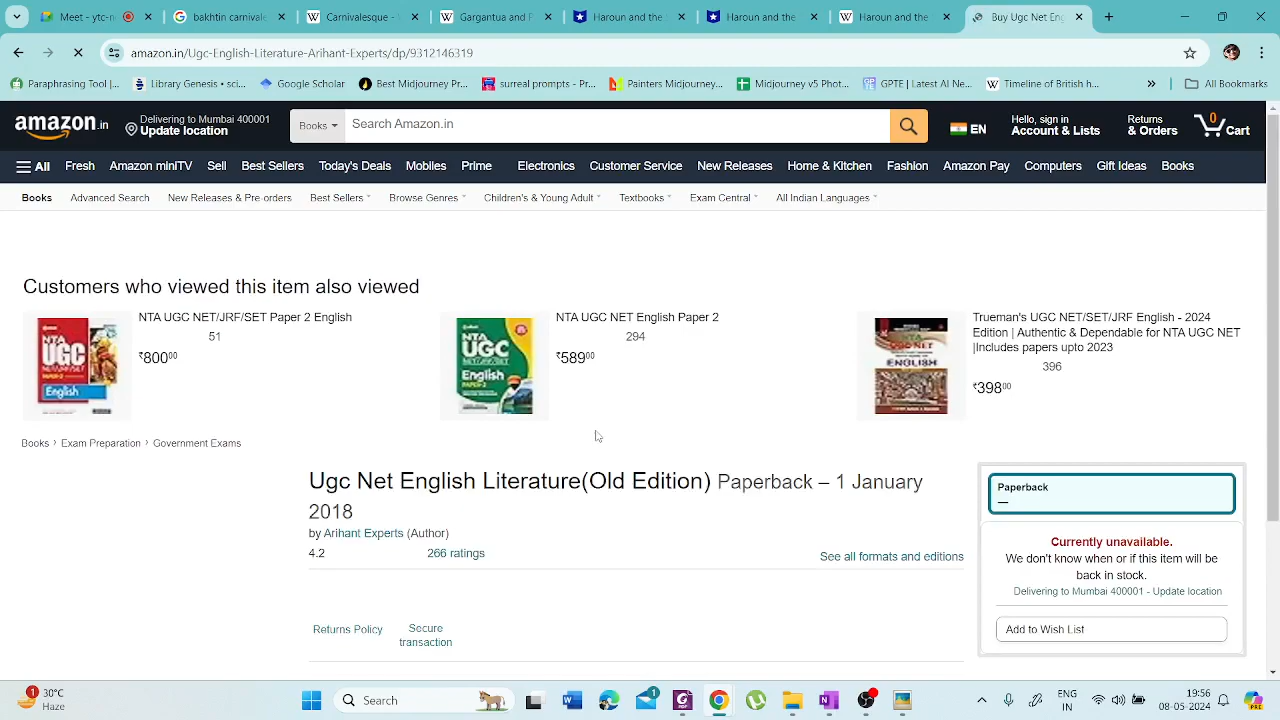 Meet – ytc-n
bakhtin carnivale
Gargantua and P
Haroun and the
Haroun and the
Haroun and the
Buy Ugc Net Eng
amazon.in/Ugc-English-Literature-Arihant-Experts/dp/9312146319
Paraphrasing Tool |...
Library Genesis • sci...
Google Scholar
Best Midjourney Pr...
surreal prompts - Pr...
Painters Midjourney...
Midjourney v5 Phot...
GPTE | Latest AI Ne...
Timeline of British h...
All Bookmarks
amazon.in
Delivering to Mumbai 400001
Update location
Books
Search Amazon.in
EN
Hello, sign in
Account & Lists
Returns
& Orders
0
Cart
All Fresh Amazon miniTV Sell Best Sellers Today's Deals Mobiles Prime Electronics Customer Service New Releases Home & Kitchen Fashion Amazon Pay Computers Gift Ideas Books
Books Advanced Search New Releases & Pre-orders Best Sellers Browse Genres Children's & Young Adult Textbooks Exam Central All Indian Languages
Customers who viewed this item also viewed
NTA
UGC
English
NTA UGC NET/JRF/SET Paper 2 English
51
₹800⁰⁰
NTA
UGC
English
NTA UGC NET English Paper 2
294
₹589⁰⁰
ENGLISH
Trueman's UGC NET/SET/JRF English - 2024
Edition | Authentic & Dependable for NTA UGC NET
|Includes papers upto 2023
396
₹398⁰⁰
Books › Exam Preparation › Government Exams
Ugc Net English Literature(Old Edition) Paperback – 1 January
2018
by Arihant Experts (Author)
4.2 266 ratings
See all formats and editions
Returns Policy
Secure
transaction
Paperback
—
Currently unavailable.
We don't know when or if this item will be
back in stock.
Delivering to Mumbai 400001 - Update location
Add to Wish List
1
30°C
Haze
Search
1
ENG
IN
19:56
08-05-2024